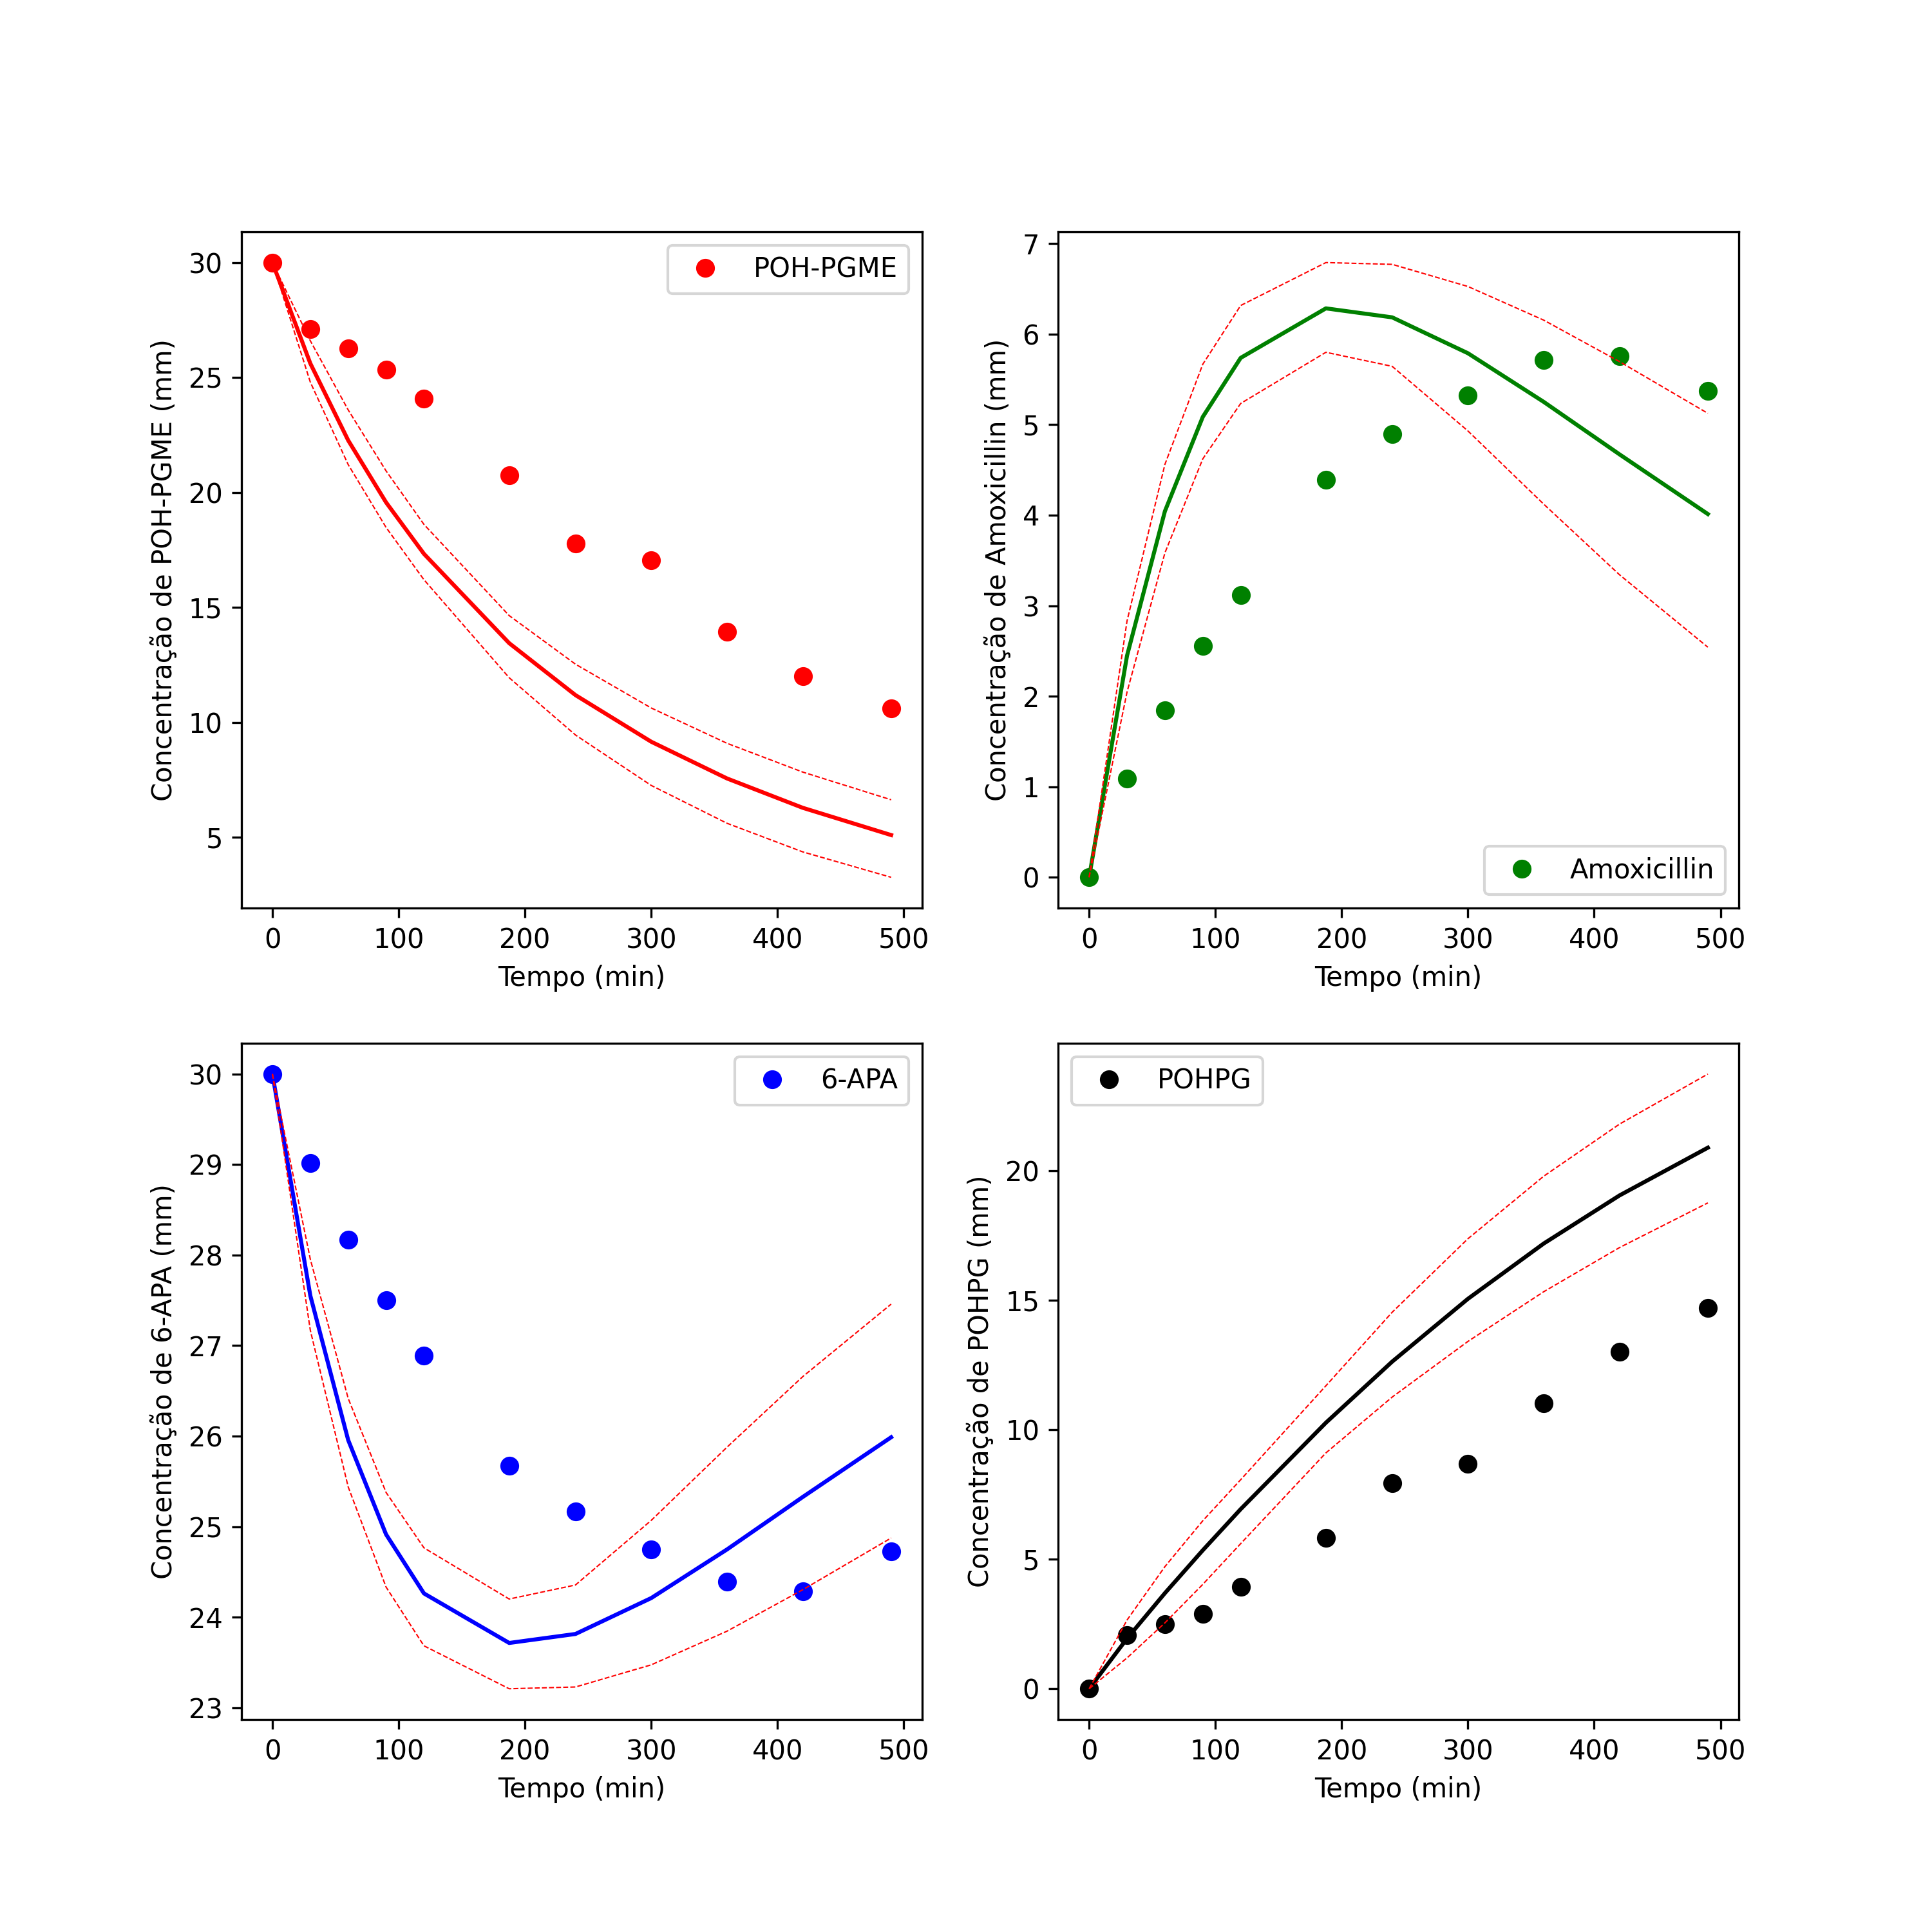 POH-PGME
Concentração de POH-PGME (mm)
30
25
20
15
10
5
0 100 200 300 400 500
Tempo (min)
Amoxicillin
Concentração de Amoxicillin (mm)
7
6
5
4
3
2
1
0
0 100 200 300 400 500
Tempo (min)
6-APA
Concentração de 6-APA (mm)
30
29
28
27
26
25
24
23
0 100 200 300 400 500
Tempo (min)
POHPG
Concentração de POHPG (mm)
20
15
10
5
0
0 100 200 300 400 500
Tempo (min)